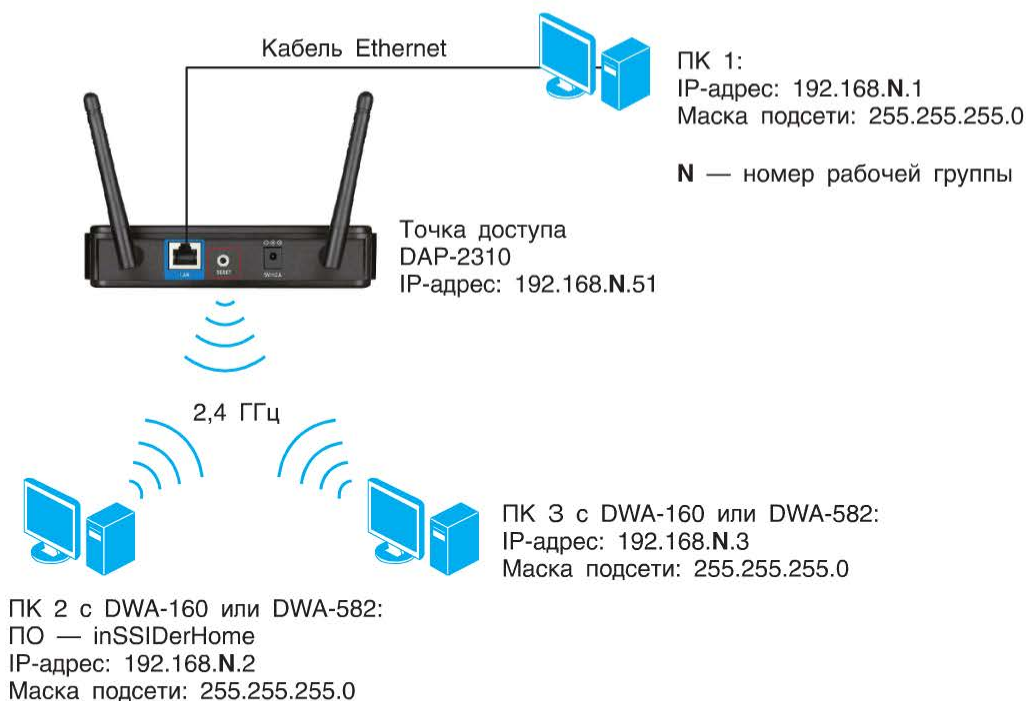 Кабель Ethernet
ПК 1:
IP-адрес: 192.168.N.1
Маска подсети: 255.255.255.0
N — номер рабочей группы
Точка доступа
DAP-2310
IP-адрес: 192.168.N.51
LAN
RESET
2,4 ГГц
ПК 3 с DWA-160 или DWA-582:
IP-адрес: 192.168.N.3
Маска подсети: 255.255.255.0
ПК 2 с DWA-160 или DWA-582:
ПО — inSSIDerHome
IP-адрес: 192.168.N.2
Маска подсети: 255.255.255.0